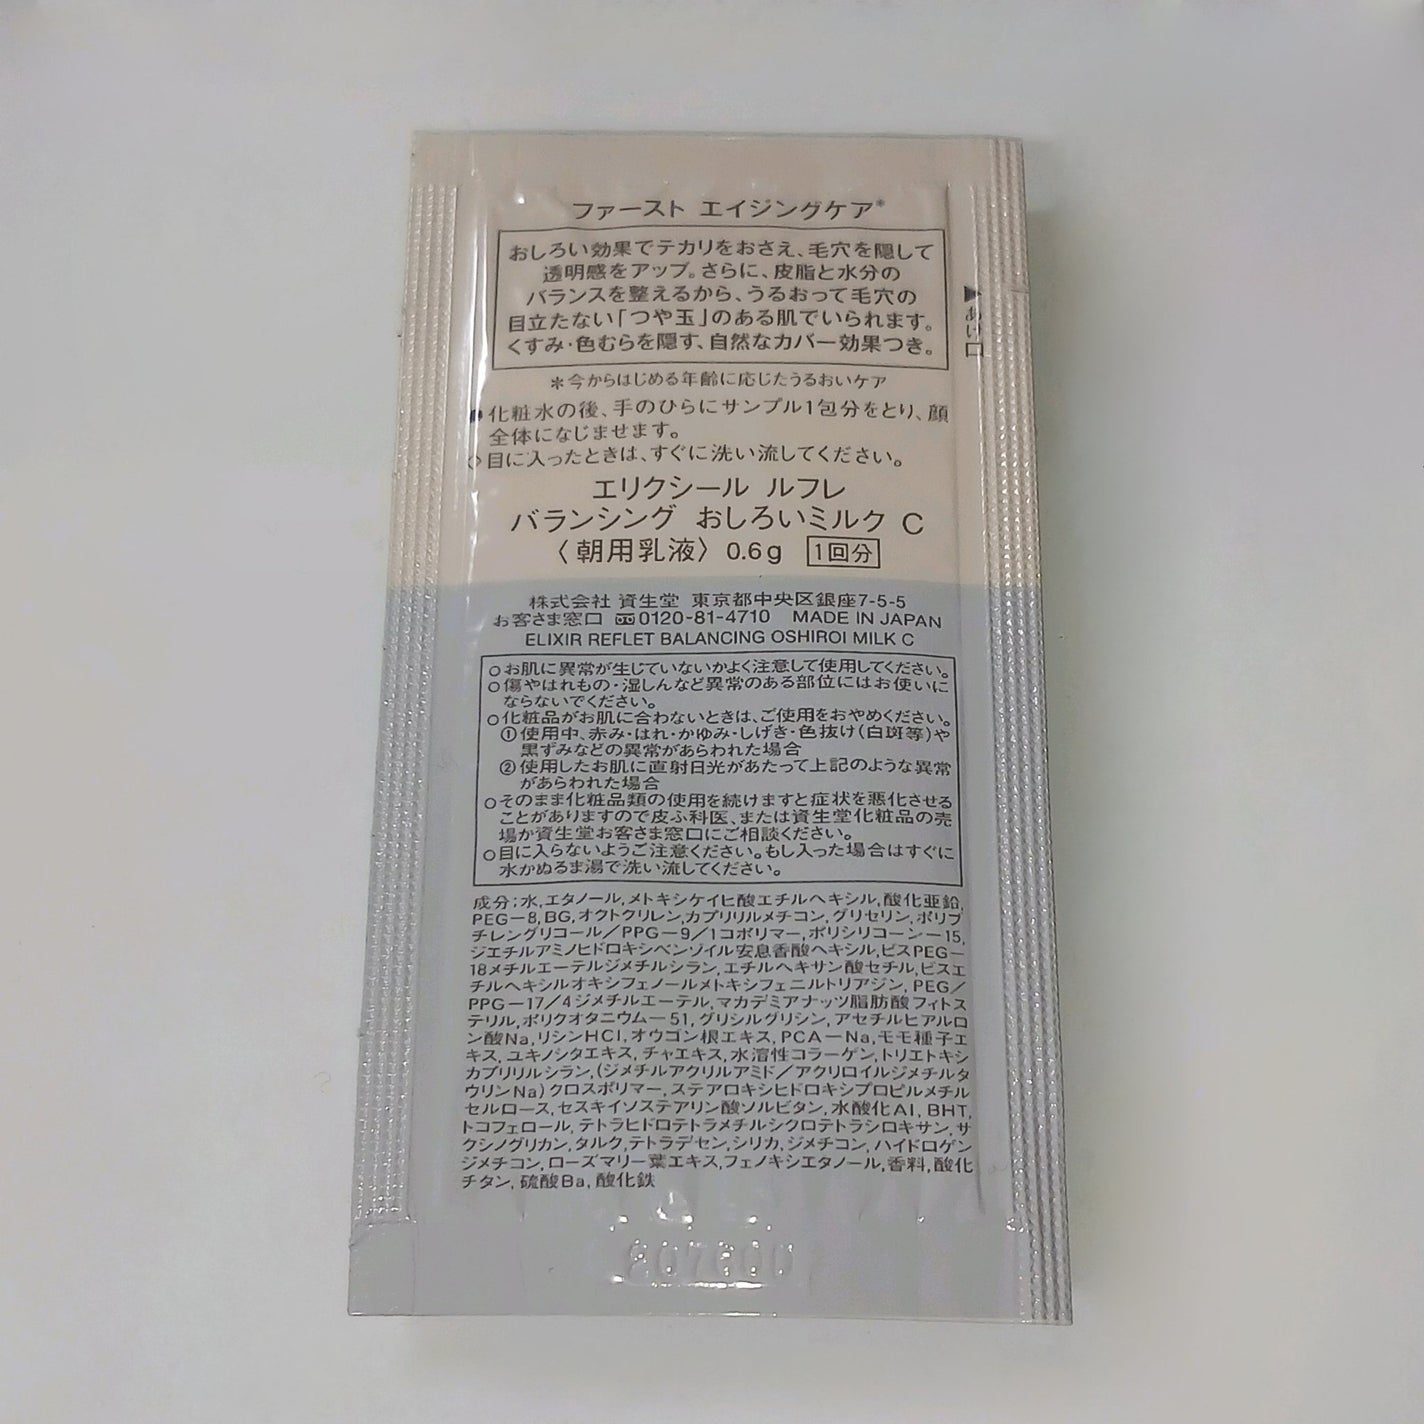 ファースト エイジングケア*
おしろい効果でテカリをおさえ、毛穴を隠して
透明感をアップ。さらに、皮脂と水分の
バランスを整えるから、うるおって毛穴の
目立たない「つや玉」のある肌でいられます。
くすみ・色むらを隠す、自然なカバー効果つき。
*今からはじめる年齢に応じたうるおいケア
●化粧水の後、手のひらにサンプル1包分をとり、顔
全体になじませます。
◇目に入ったときは、すぐに洗い流してください。
エリクシール ルフレ
バランシング おしろいミルク C
〈朝用乳液〉0.6g 1回分
▶あけ口
株式会社 資生堂 東京都中央区銀座7-5-5
お客さま窓口 0120-81-4710 MADE IN JAPAN
ELIXIR REFLET BALANCING OSHIROI MILK C
○お肌に異常が生じていないかよく注意して使用してください。
○傷やはれもの・湿しんなど異常のある部位にはお使いに
ならないでください。
○化粧品がお肌に合わないときは、ご使用をおやめください。
①使用中、赤み・はれ・かゆみ・しげき・色抜け(白斑等)や
黒ずみなどの異常があらわれた場合
②使用したお肌に直射日光があたって上記のような異常
があらわれた場合
○そのまま化粧品類の使用を続けますと症状を悪化させる
ことがありますので皮ふ科医、または資生堂化粧品の売
場か資生堂お客さま窓口にご相談ください。
○目に入らないようご注意ください。もし入った場合はすぐに
水かぬるま湯で洗い流してください。
成分:水,エタノール,メトキシケイヒ酸エチルヘキシル,酸化亜鉛,
PEG-8,BG,オクトクリレン,カプリリルメチコン,グリセリン,ポリブ
チレングリコール/PPG-9/1コポリマー,ポリシリコーン-15,
ジエチルアミノヒドロキシベンゾイル安息香酸ヘキシル,ビスPEG-
18メチルエーテルジメチルシラン,エチルヘキサン酸セチル,ビスエ
チルヘキシルオキシフェノールメトキシフェニルトリアジン,PEG/
PPG-17/4ジメチルエーテル,マカデミアナッツ脂肪酸フィトス
テリル,ポリクオタニウム-51,グリシルグリシン,アセチルヒアルロ
ン酸Na,リシンHCl,オウゴン根エキス,PCA-Na,モモ種子エ
キス,ユキノシタエキス,チャエキス,水溶性コラーゲン,トリエトキシ
カプリリルシラン,(ジメチルアクリルアミド/アクリロイルジメチルタ
ウリンNa)クロスポリマー,ステアロキシヒドロキシプロピルメチル
セルロース,セスキイソステアリン酸ソルビタン,水酸化Al,BHT,
トコフェロール,テトラヒドロテトラメチルシクロテトラシロキサン,サ
クシノグリカン,タルク,テトラデセン,シリカ,ジメチコン,ハイドロゲン
ジメチコン,ローズマリー葉エキス,フェノキシエタノール,香料,酸化
チタン,硫酸Ba,酸化鉄